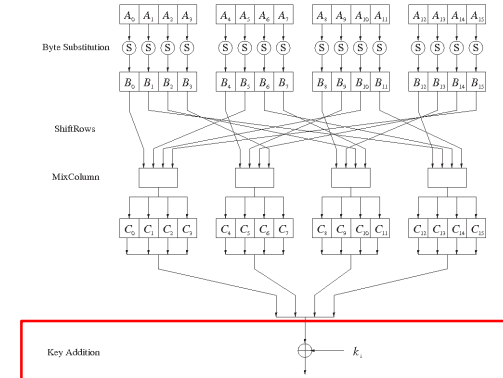 A₀ A₁ A₂ A₃ A₄ A₅ A₆ A₇ A₈ A₉ A₁₀ A₁₁ A₁₂ A₁₃ A₁₄ A₁₅
Byte Substitution S S S S S S S S S S S S S S S S
B₀ B₁ B₂ B₃ B₄ B₅ B₆ B₇ B₈ B₉ B₁₀ B₁₁ B₁₂ B₁₃ B₁₄ B₁₅
ShiftRows
MixColumn
C₀ C₁ C₂ C₃ C₄ C₅ C₆ C₇ C₈ C₉ C₁₀ C₁₁ C₁₂ C₁₃ C₁₄ C₁₅
Key Addition kᵢ